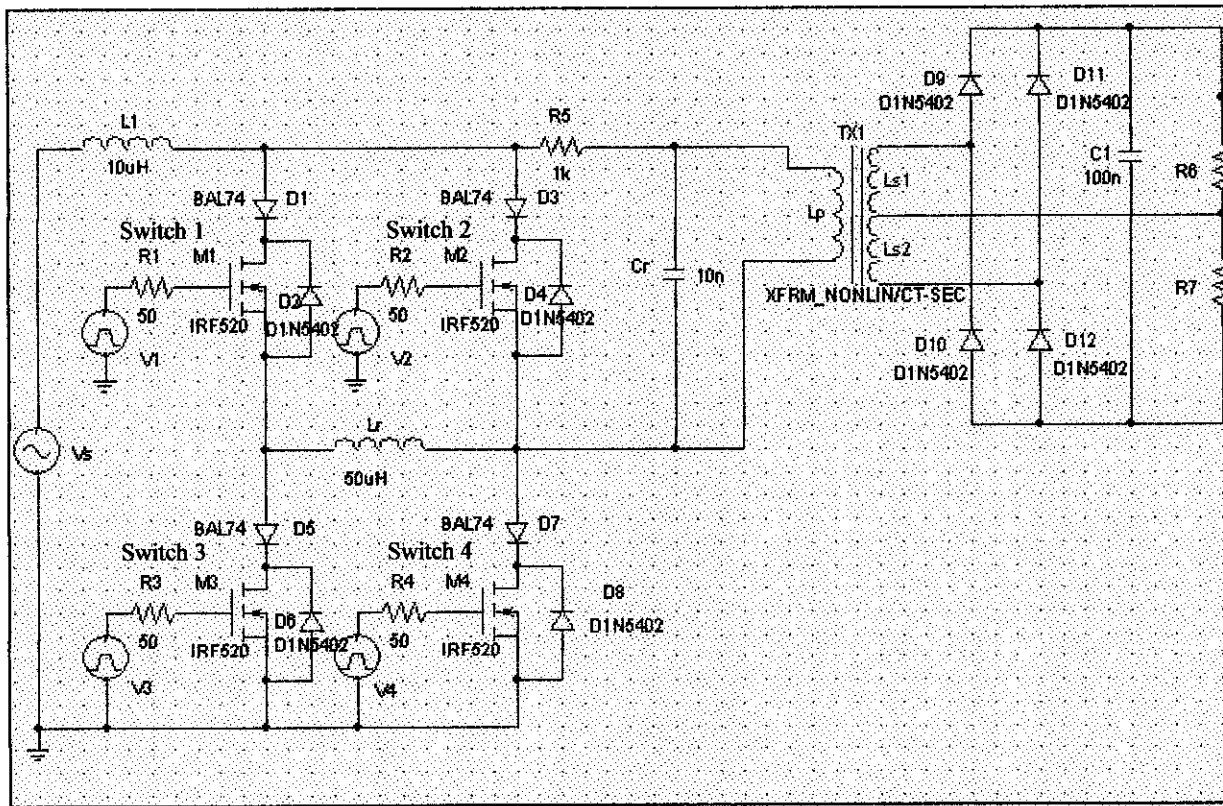 L1
10uH
BAL74 D1
Switch 1
R1 M1
50
D2
D1N5402
IRF520
V1
BAL74 D3
Switch 2
R2 M2
50
D4
D1N5402
IRF520
V2
R5
1k
Cr 10n
TX1
Lp
Ls1
Ls2
XFRM_NONLIN/CT-SEC
D9
D1N5402
D11
D1N5402
C1
100n
R6
R7
D10
D1N5402
D12
D1N5402
Vs
Lr
50uH
BAL74 D5
Switch 3
R3 M3
50
D6
D1N5402
IRF520
V3
BAL74 D7
Switch 4
R4 M4
50
D8
D1N5402
IRF520
V4